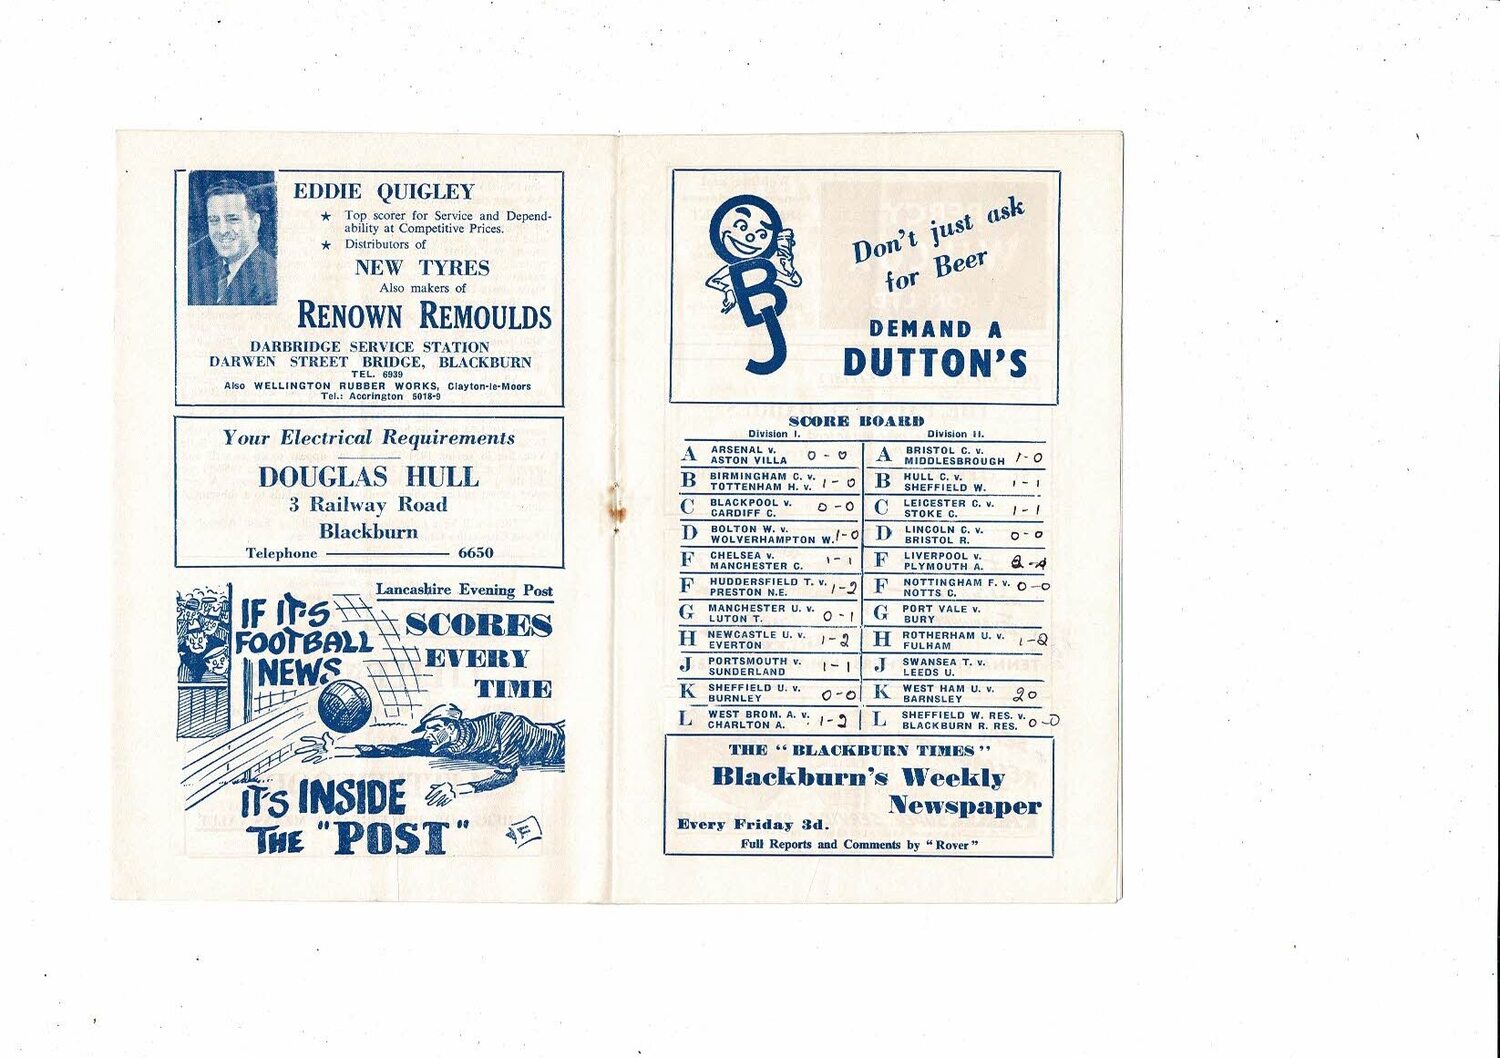 EDDIE QUIGLEY
★ Top scorer for Service and Depend-
ability at Competitive Prices.
★ Distributors of
NEW TYRES
Also makers of
RENOWN REMOULDS
DARBRIDGE SERVICE STATION
DARWEN STREET BRIDGE, BLACKBURN
TEL. 6939
Also WELLINGTON RUBBER WORKS, Clayton-le-Moors
Tel.: Accrington 5018-9
Your Electrical Requirements
DOUGLAS HULL
3 Railway Road
Blackburn
Telephone 6650
Lancashire Evening Post
IF IT'S
FOOTBALL
NEWS
SCORES
EVERY
TIME
IT'S INSIDE
THE "POST"
OBJ
Don't just ask
for Beer
DEMAND A
DUTTON'S
SCORE BOARD
Division I.
A ARSENAL v.
ASTON VILLA 0-0
B BIRMINGHAM C. v.
TOTTENHAM H. v. 1-0
C BLACKPOOL v.
CARDIFF C. 0-0
D BOLTON W. v.
WOLVERHAMPTON W. 1-0
F CHELSEA v.
MANCHESTER C. 1-1
F HUDDERSFIELD T. v.
PRESTON N.E. 1-2
G MANCHESTER U. v.
LUTON T. 0-1
H NEWCASTLE U. v.
EVERTON 1-2
J PORTSMOUTH v.
SUNDERLAND 1-1
K SHEFFIELD U. v.
BURNLEY 0-0
L WEST BROM. A. v.
CHARLTON A. 1-2
Division II.
A BRISTOL C. v.
MIDDLESBROUGH 1-0
B HULL C. v.
SHEFFIELD W. 1-1
C LEICESTER C. v.
STOKE C. 1-1
D LINCOLN C. v.
BRISTOL R. 0-0
F LIVERPOOL v.
PLYMOUTH A.
F NOTTINGHAM F. v.
NOTTS C. 0-0
G PORT VALE v.
BURY
H ROTHERHAM U. v.
FULHAM 1-2
J SWANSEA T. v.
LEEDS U.
K WEST HAM U. v.
BARNSLEY 20
L SHEFFIELD W. RES. v.
BLACKBURN R. RES. 0-0
THE "BLACKBURN TIMES"
Blackburn's Weekly
Newspaper
Every Friday 3d.
Full Reports and Comments by "Rover"